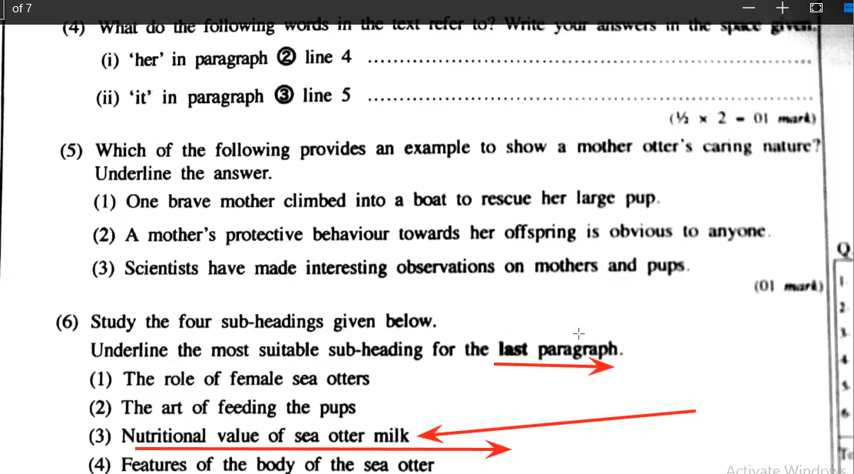 of 7
(4) What do the following words in the text refer to? Write your answers in the space given.
(i) ‘her’ in paragraph ② line 4 ........................................
(ii) ‘it’ in paragraph ③ line 5 ........................................
(½ × 2 = 01 mark)
(5) Which of the following provides an example to show a mother otter's caring nature?
Underline the answer.
(1) One brave mother climbed into a boat to rescue her large pup.
(2) A mother's protective behaviour towards her offspring is obvious to anyone.
(3) Scientists have made interesting observations on mothers and pups.
(01 mark)
(6) Study the four sub-headings given below.
Underline the most suitable sub-heading for the last paragraph.
(1) The role of female sea otters
(2) The art of feeding the pups
(3) Nutritional value of sea otter milk
(4) Features of the body of the sea otter
Q
1.
2.
3.
4.
5.
6.
Activate Windows